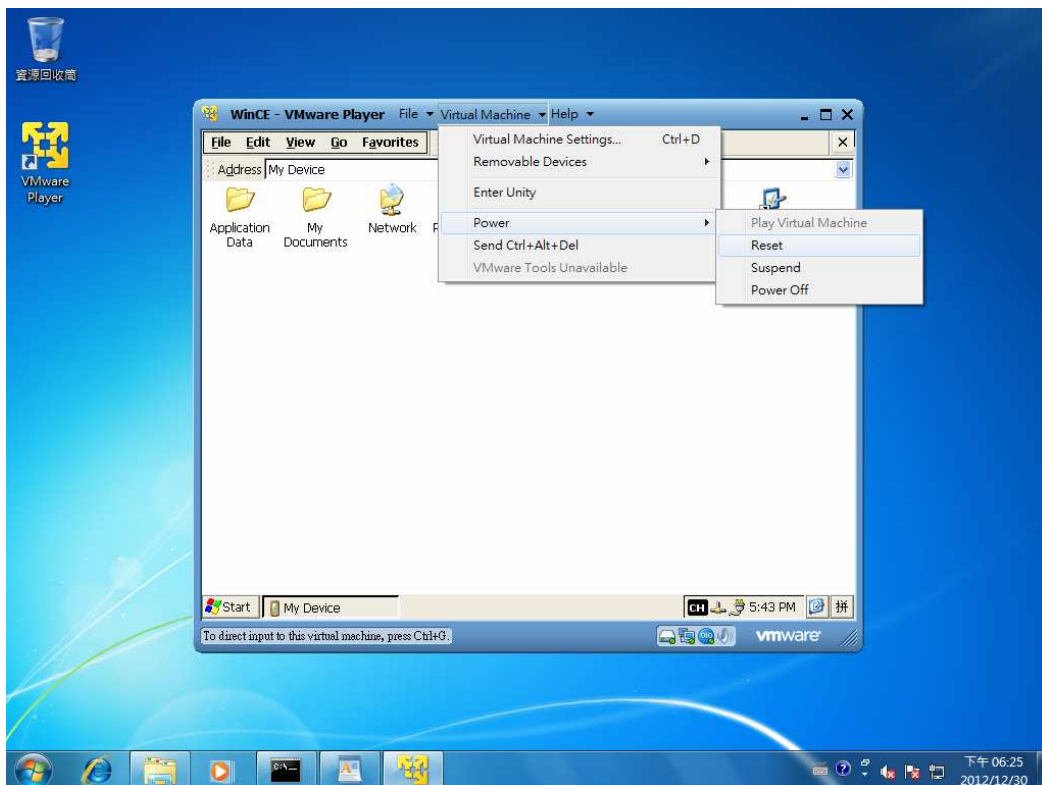 資源回收筒
VMware
Player
WinCE - VMware Player File Virtual Machine Help
File Edit View Go Favorites
Address My Device
Application
Data
My
Documents
Network
Virtual Machine Settings... Ctrl+D
Removable Devices
Enter Unity
Power
Send Ctrl+Alt+Del
VMware Tools Unavailable
Play Virtual Machine
Reset
Suspend
Power Off
Start My Device CH 5:43 PM 拼
To direct input to this virtual machine, press Ctrl+G.
vmware
下午 06:25
2012/12/30